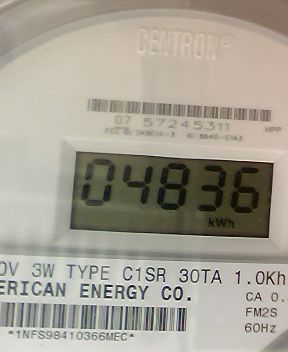 CENTRON®
07 57245311 HPP
04836
kWh
0V 3W TYPE C1SR 30TA 1.0Kh
ERICAN ENERGY CO. CA 0.
FM2S
*1NFS98410366MEC* 60Hz